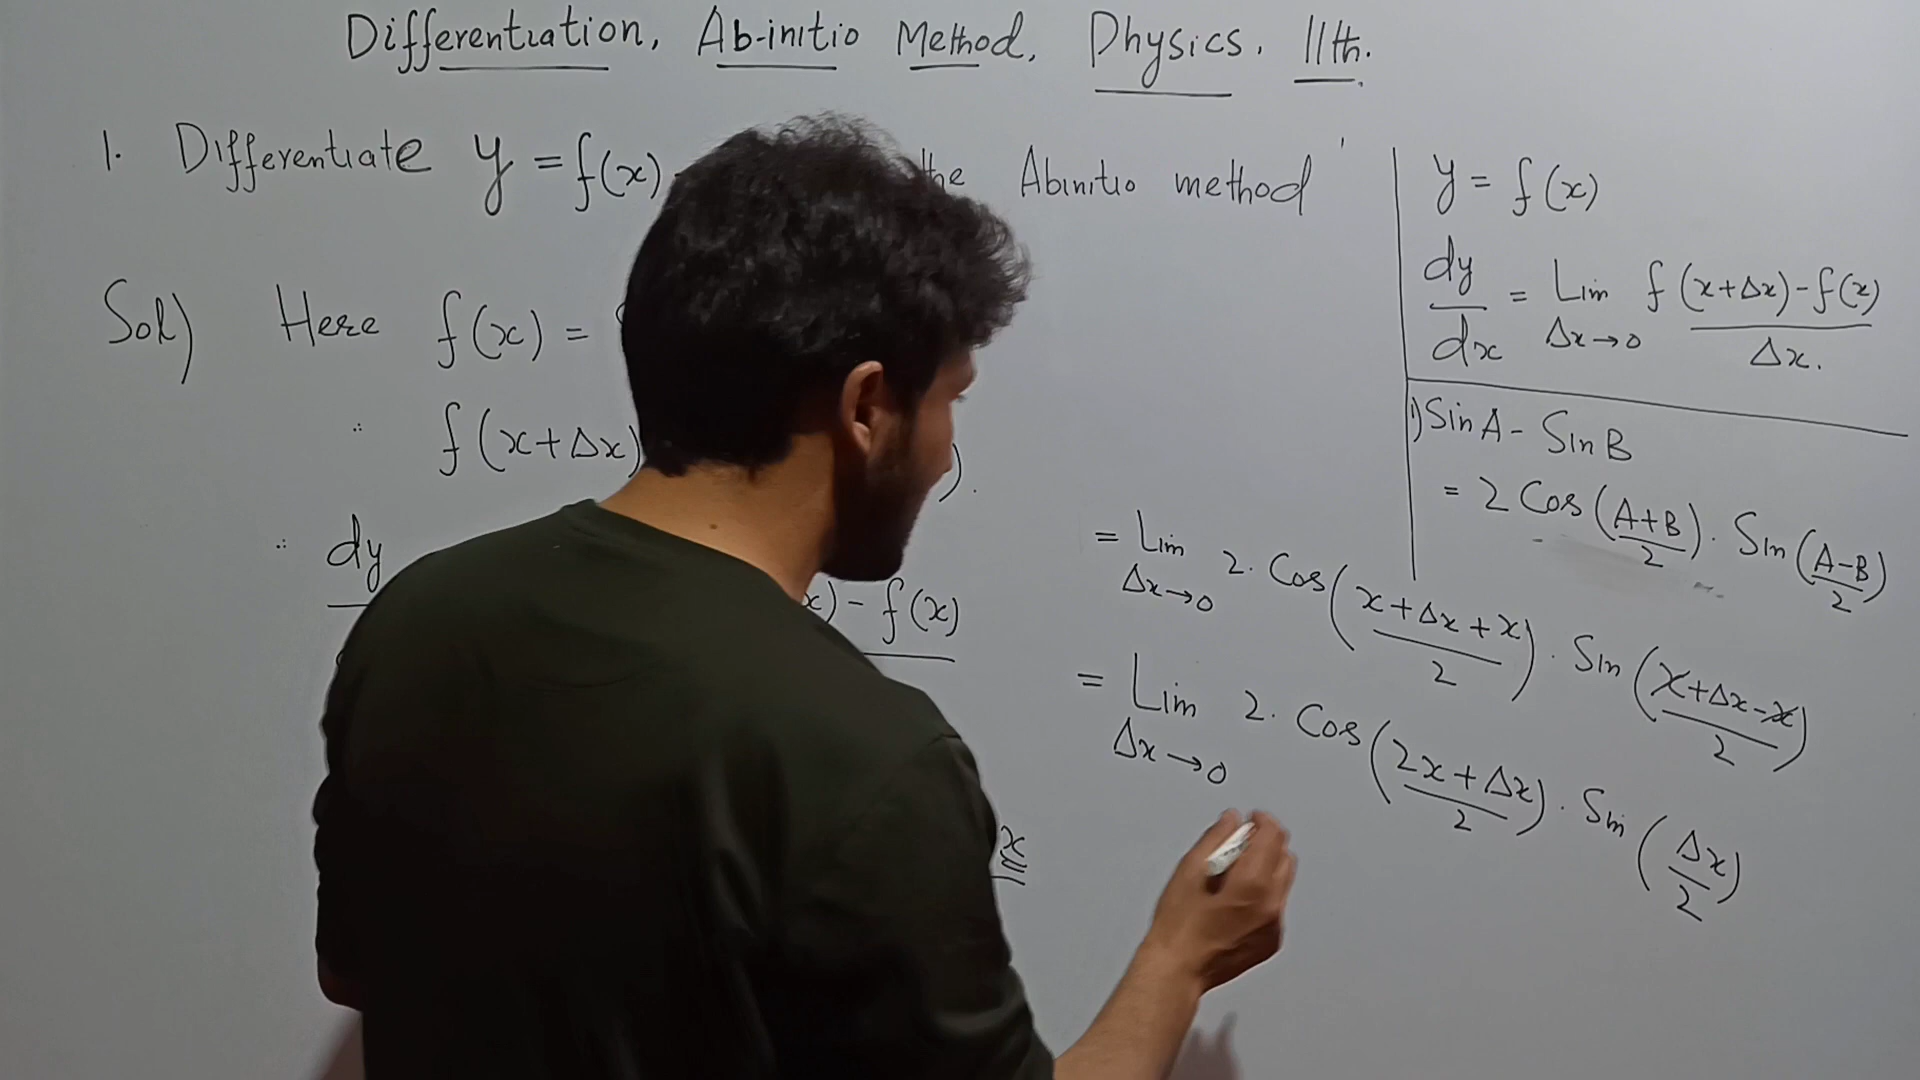 Differentiation, Ab-initio Method, Physics. 11th.
1. Differentiate y = f(x) the Abinitio method
Sol) Here f(x) =
∴ f(x+Δx) ).
∴ dy x) - f(x)
x
y = f(x)
dy/dx = Lim Δx→0 f(x+Δx)-f(x)/Δx.
1) Sin A - Sin B
= 2 Cos (A+B/2). Sin (A-B/2)
= Lim Δx→0 2. Cos (x+Δx+x/2). Sin (x+Δx-x/2)
= Lim Δx→0 2. Cos (2x+Δx/2). Sin (Δx/2)